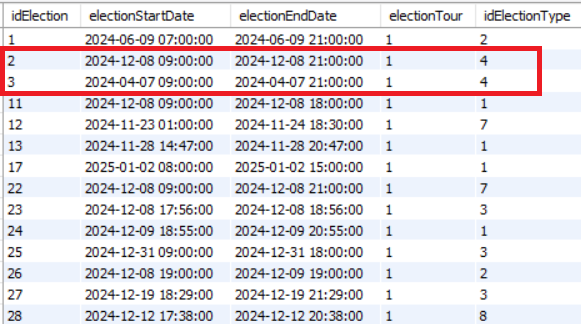 idElection electionStartDate electionEndDate electionTour idElectionType
1 2024-06-09 07:00:00 2024-06-09 21:00:00 1 2
2 2024-12-08 09:00:00 2024-12-08 21:00:00 1 4
3 2024-04-07 09:00:00 2024-04-07 21:00:00 1 4
11 2024-12-08 09:00:00 2024-12-08 18:00:00 1 1
12 2024-11-23 01:00:00 2024-11-24 18:30:00 1 7
13 2024-11-28 14:47:00 2024-11-28 20:47:00 1 1
17 2025-01-02 08:00:00 2025-01-02 15:00:00 1 1
22 2024-12-08 09:00:00 2024-12-08 21:00:00 1 7
23 2024-12-08 17:56:00 2024-12-08 18:56:00 1 3
24 2024-12-09 18:55:00 2024-12-09 20:55:00 1 1
25 2024-12-31 09:00:00 2024-12-31 18:00:00 1 3
26 2024-12-08 19:00:00 2024-12-09 19:00:00 1 2
27 2024-12-19 18:29:00 2024-12-19 21:29:00 1 3
28 2024-12-12 17:38:00 2024-12-12 20:38:00 1 8